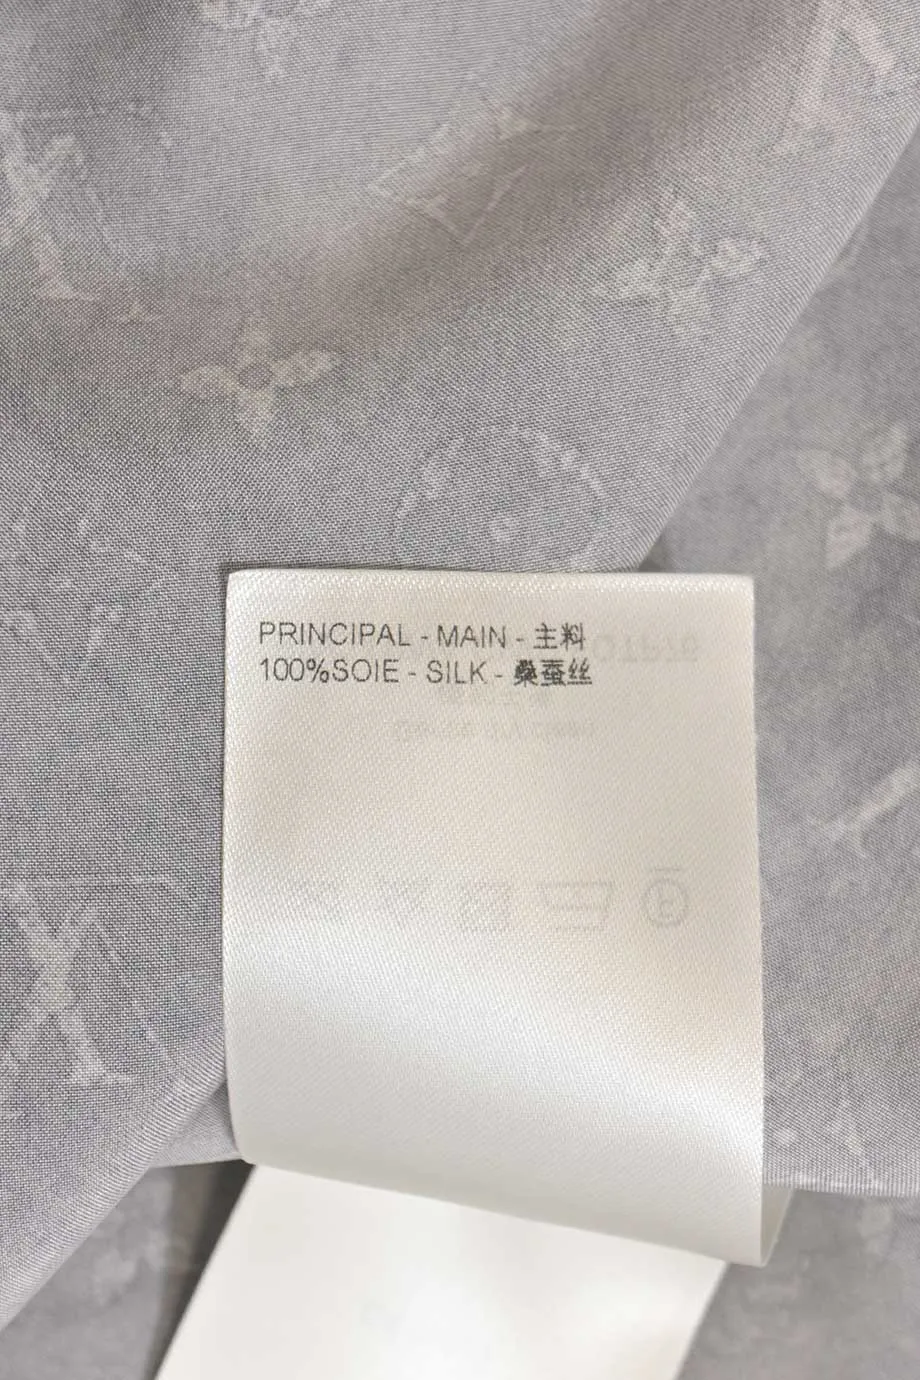 PRINCIPAL - MAIN - 主料
100%SOIE - SILK - 桑蚕丝